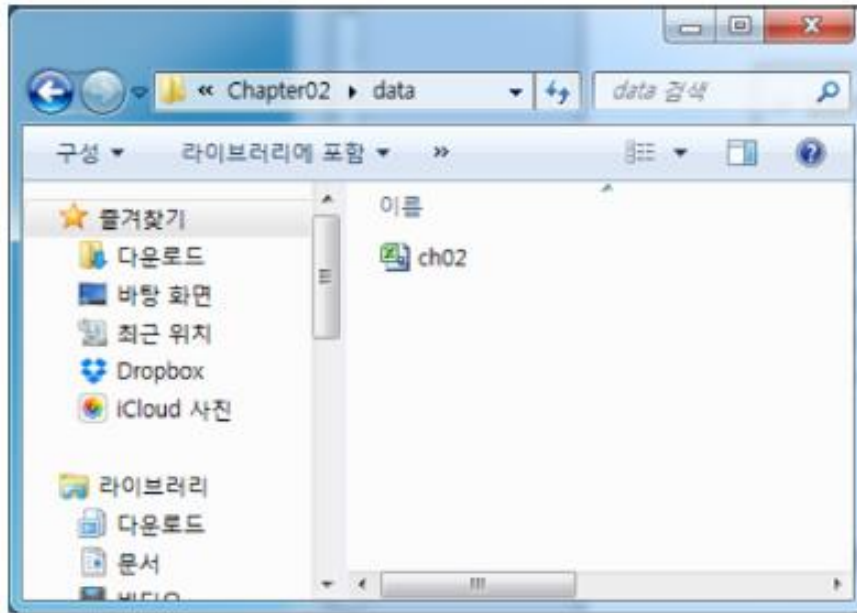 « Chapter02 ▸ data
data 검색
구성
라이브러리에 포함
»
즐겨찾기
다운로드
바탕 화면
최근 위치
Dropbox
iCloud 사진
라이브러리
다운로드
문서
이름
ch02